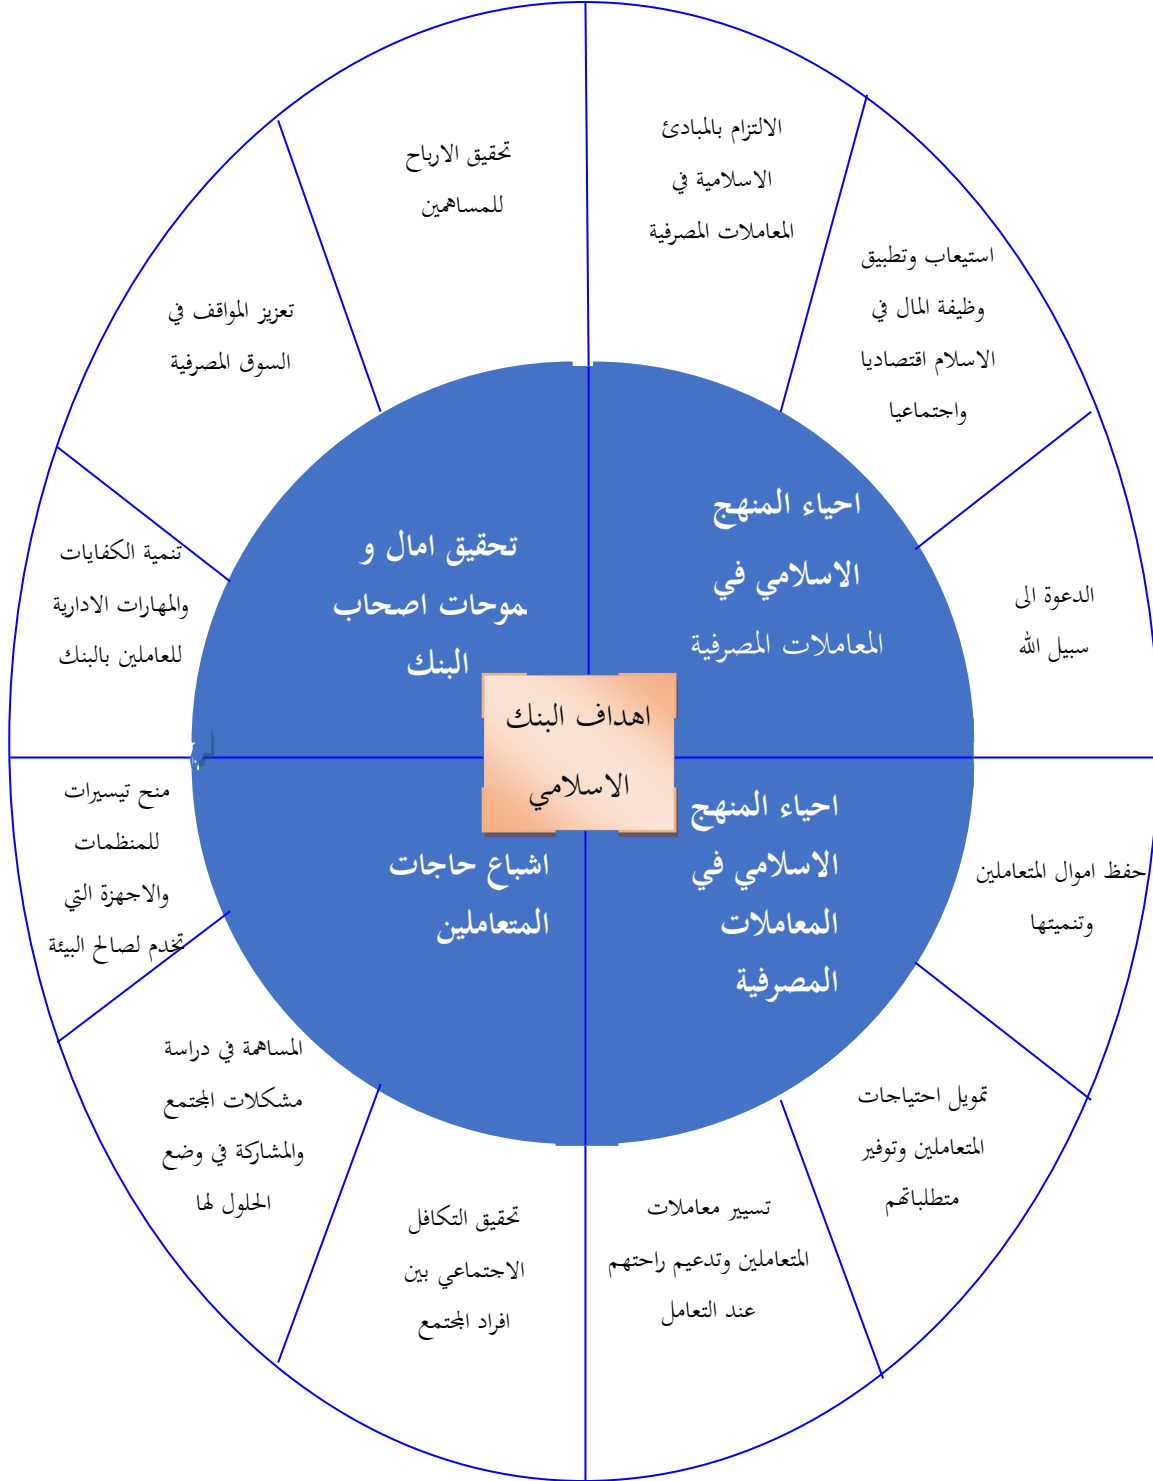 الالتزام بالمبادئ
الاسلامية في
المعاملات المصرفية
استيعاب وتطبيق
وظيفة المال في
الاسلام اقتصاديا
واجتماعيا
الدعوة الى
سبيل الله
تحقيق الارباح
للمساهمين
تعزيز المواقف في
السوق المصرفية
تنمية الكفايات
والمهارات الادارية
للعاملين بالبنك
احياء المنهج
الاسلامي في
المعاملات المصرفية
تحقيق امال و
موحات اصحاب
البنك
اهداف البنك
الاسلامي
احياء المنهج
الاسلامي في
المعاملات
المصرفية
اشباع حاجات
المتعاملين
حفظ اموال المتعاملين
وتنميتها
تمويل احتياجات
المتعاملين وتوفير
متطلباتهم
تسيير معاملات
المتعاملين وتدعيم راحتهم
عند التعامل
منح تيسيرات
للمنظمات
والاجهزة التي
تخدم لصالح البيئة
المساهمة في دراسة
مشكلات المجتمع
والمشاركة في وضع
الحلول لها
تحقيق التكافل
الاجتماعي بين
افراد المجتمع